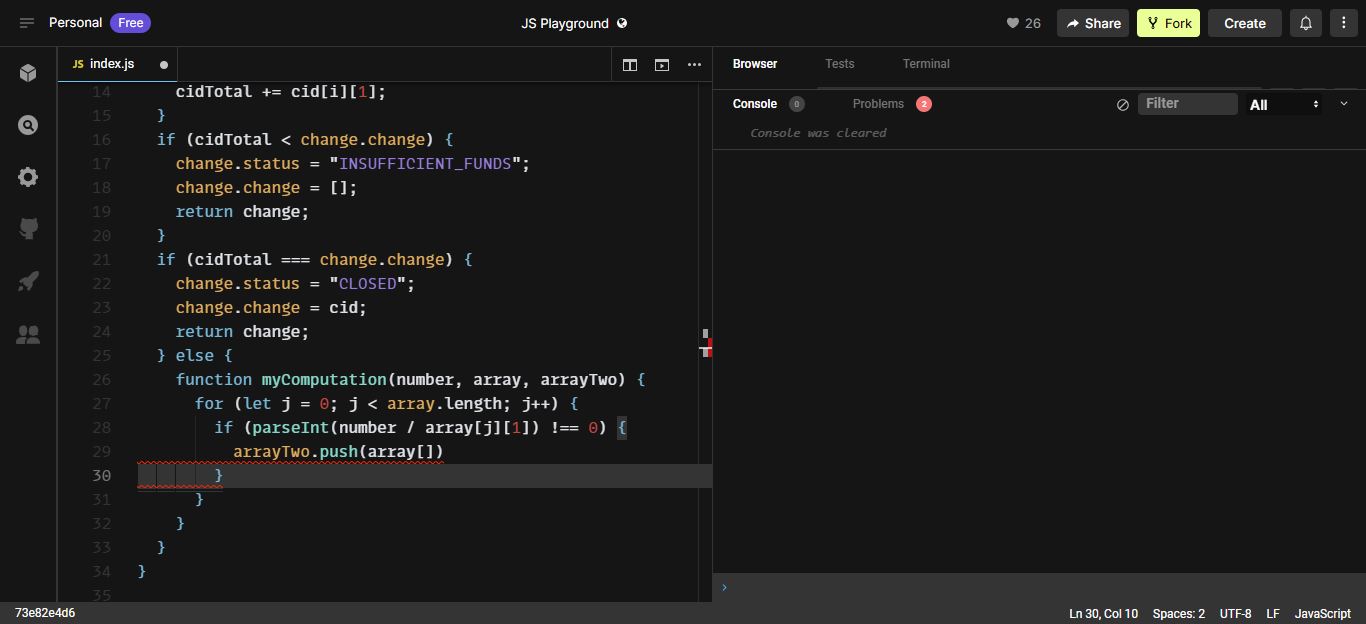 Personal Free
JS Playground
26 Share Fork Create
JS index.js
Browser Tests Terminal
Console 0 Problems 2 Filter All
Console was cleared
14 cidTotal += cid[i][1];
15 }
16 if (cidTotal < change.change) {
17 change.status = "INSUFFICIENT_FUNDS";
18 change.change = [];
19 return change;
20 }
21 if (cidTotal === change.change) {
22 change.status = "CLOSED";
23 change.change = cid;
24 return change;
25 } else {
26 function myComputation(number, array, arrayTwo) {
27 for (let j = 0; j < array.length; j++) {
28 if (parseInt(number / array[j][1]) !== 0) {
29 arrayTwo.push(array[])
30 }
31 }
32 }
33 }
34 }
35
73e82e4d6
Ln 30, Col 10 Spaces: 2 UTF-8 LF JavaScript